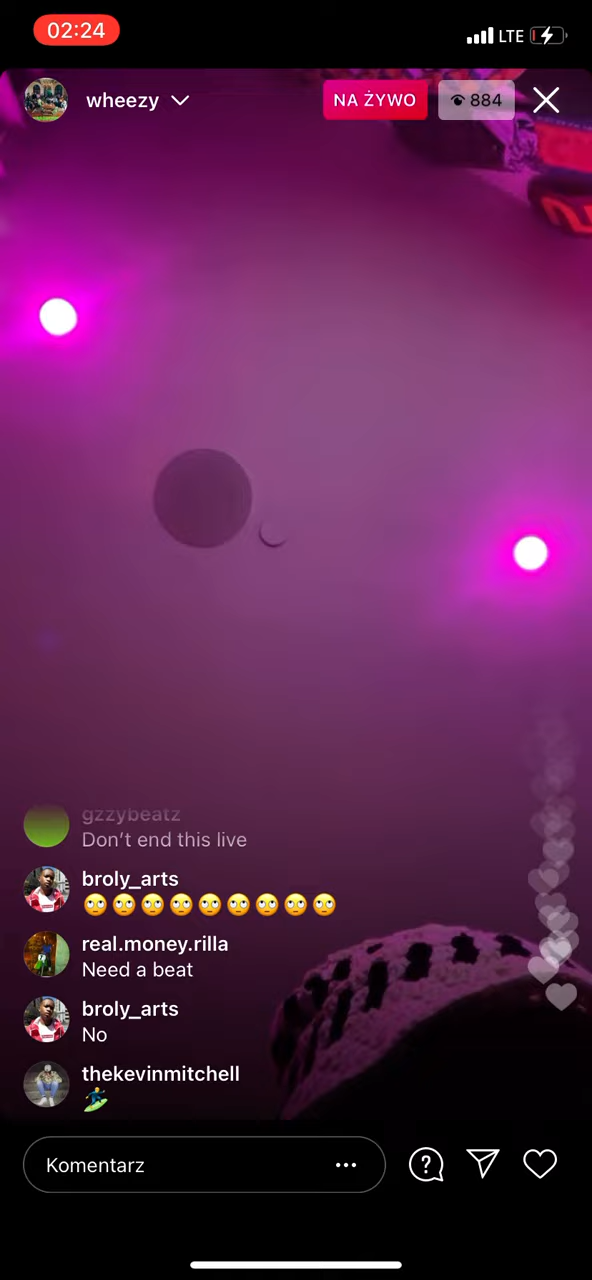 02:24
LTE
wheezy
NA ŻYWO
884
gzzybeatz
Don't end this live
broly_arts
🙄🙄🙄🙄🙄🙄🙄🙄🙄
real.money.rilla
Need a beat
broly_arts
No
thekevinmitchell
🏄‍♂️
Komentarz